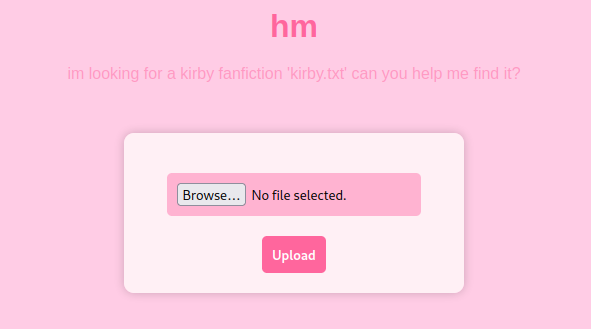 hm
im looking for a kirby fanfiction 'kirby.txt' can you help me find it?
Browse... No file selected.
Upload